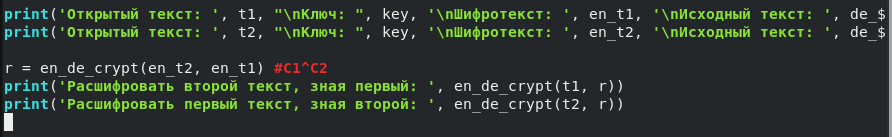 print('Открытый текст: ', t1, "\nКлюч: ", key, '\nШифротекст: ', en_t1, '\nИсходный текст: ', de_$
print('Открытый текст: ', t2, "\nКлюч: ", key, '\nШифротекст: ', en_t2, '\nИсходный текст: ', de_$
r = en_de_crypt(en_t2, en_t1) #C1^C2
print('Расшифровать второй текст, зная первый: ', en_de_crypt(t1, r))
print('Расшифровать первый текст, зная второй: ', en_de_crypt(t2, r))